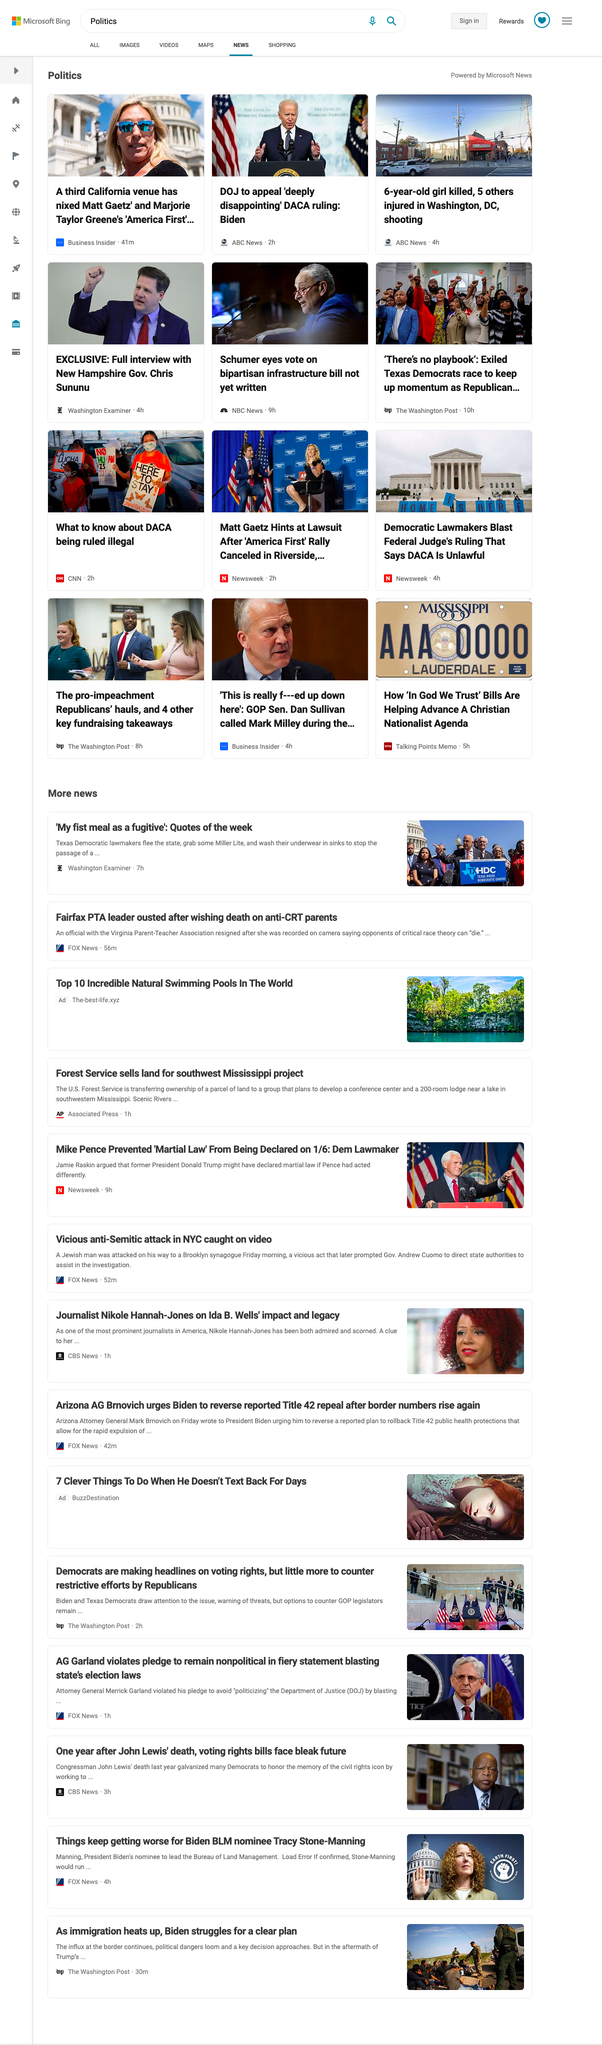 Microsoft Bing
Politics
Sign in
Rewards
ALL
IMAGES
VIDEOS
MAPS
NEWS
SHOPPING
Politics
Powered by Microsoft News
A third California venue has
nixed Matt Gaetz' and Marjorie
Taylor Greene's 'America First'...
Business Insider · 41m
DOJ to appeal 'deeply
disappointing' DACA ruling:
Biden
ABC News · 2h
6-year-old girl killed, 5 others
injured in Washington, DC,
shooting
ABC News · 4h
EXCLUSIVE: Full interview with
New Hampshire Gov. Chris
Sununu
Washington Examiner · 4h
Schumer eyes vote on
bipartisan infrastructure bill not
yet written
NBC News · 9h
'There's no playbook': Exiled
Texas Democrats race to keep
up momentum as Republican...
The Washington Post · 10h
HERE
TO
STAY!
What to know about DACA
being ruled illegal
CNN · 2h
Matt Gaetz Hints at Lawsuit
After 'America First' Rally
Canceled in Riverside,...
Newsweek · 2h
Democratic Lawmakers Blast
Federal Judge's Ruling That
Says DACA Is Unlawful
Newsweek · 4h
The pro-impeachment
Republicans' hauls, and 4 other
key fundraising takeaways
The Washington Post · 8h
'This is really f---ed up down
here': GOP Sen. Dan Sullivan
called Mark Milley during the...
Business Insider · 4h
MISSISSIPPI
AAA 0000
LAUDERDALE
How 'In God We Trust' Bills Are
Helping Advance A Christian
Nationalist Agenda
Talking Points Memo · 5h
More news
'My fist meal as a fugitive': Quotes of the week
Texas Democratic lawmakers flee the state, grab some Miller Lite, and wash their underwear in sinks to stop the
passage of a ...
Washington Examiner · 7h
HDC
Fairfax PTA leader ousted after wishing death on anti-CRT parents
An official with the Virginia Parent-Teacher Association resigned after she was recorded on camera saying opponents of critical race theory can "die." ...
FOX News · 56m
Top 10 Incredible Natural Swimming Pools In The World
Ad The-best-life.xyz
Forest Service sells land for southwest Mississippi project
The U.S. Forest Service is transferring ownership of a parcel of land to a group that plans to develop a conference center and a 200-room lodge near a lake in
southwestern Mississippi. Scenic Rivers ...
AP Associated Press · 1h
Mike Pence Prevented 'Martial Law' From Being Declared on 1/6: Dem Lawmaker
Jamie Raskin argued that former President Donald Trump might have declared martial law if Pence had acted
differently.
Newsweek · 9h
Vicious anti-Semitic attack in NYC caught on video
A Jewish man was attacked on his way to a Brooklyn synagogue Friday morning, a vicious act that later prompted Gov. Andrew Cuomo to direct state authorities to
assist in the investigation.
FOX News · 52m
Journalist Nikole Hannah-Jones on Ida B. Wells' impact and legacy
As one of the most prominent journalists in America, Nikole Hannah-Jones has been both admired and scorned. A clue
to her ...
CBS News · 1h
Arizona AG Brnovich urges Biden to reverse reported Title 42 repeal after border numbers rise again
Arizona Attorney General Mark Brnovich on Friday wrote to President Biden urging him to reverse a reported plan to rollback Title 42 public health protections that
allow for the rapid expulsion of ...
FOX News · 42m
7 Clever Things To Do When He Doesn't Text Back For Days
Ad BuzzDestination
Democrats are making headlines on voting rights, but little more to counter
restrictive efforts by Republicans
Biden and Texas Democrats draw attention to the issue, warning of threats, but options to counter GOP legislators
remain ...
The Washington Post · 2h
AG Garland violates pledge to remain nonpolitical in fiery statement blasting
state's election laws
Attorney General Merrick Garland violated his pledge to avoid "politicizing" the Department of Justice (DOJ) by blasting
...
FOX News · 1h
One year after John Lewis' death, voting rights bills face bleak future
Congressman John Lewis' death last year galvanized many Democrats to honor the memory of the civil rights icon by
working to ...
CBS News · 3h
Things keep getting worse for Biden BLM nominee Tracy Stone-Manning
Manning, President Biden's nominee to lead the Bureau of Land Management. Load Error If confirmed, Stone-Manning
would run ...
FOX News · 4h
EARTH FIRST!
As immigration heats up, Biden struggles for a clear plan
The influx at the border continues, political dangers loom and a key decision approaches. But in the aftermath of
Trump's ...
The Washington Post · 30m